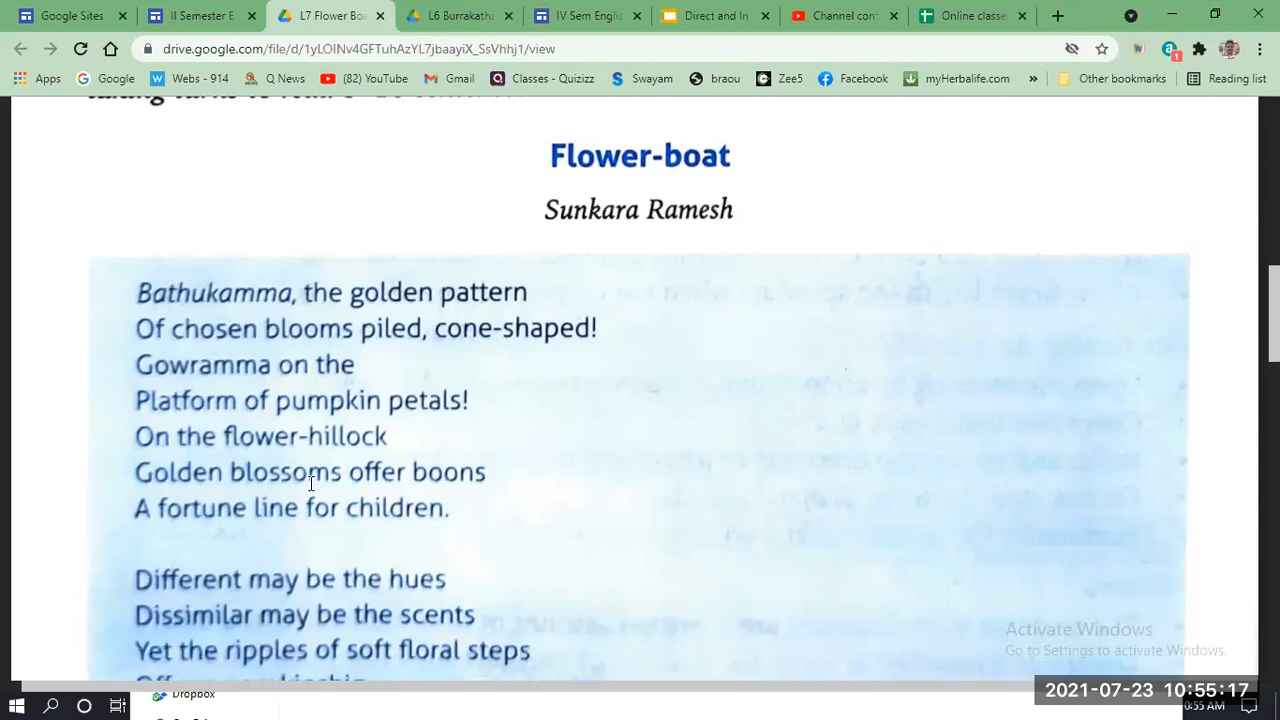 Google Sites
II Semester E
L7 Flower Boa
L6 Burrakatha
IV Sem Englis
Direct and In
Channel cont
Online classe
drive.google.com/file/d/1yLOINv4GFTuhAzYL7jbaayiX_SsVhhj1/view
Apps
Google
Webs - 914
Q News
(82) YouTube
Gmail
Classes - Quizizz
Swayam
braou
Zee5
Facebook
myHerbalife.com
»
Other bookmarks
Reading list
Flower-boat
Sunkara Ramesh
Bathukamma, the golden pattern
Of chosen blooms piled, cone-shaped!
Gowramma on the
Platform of pumpkin petals!
On the flower-hillock
Golden blossoms offer boons
A fortune line for children.
Different may be the hues
Dissimilar may be the scents
Yet the ripples of soft floral steps
Activate Windows
Go to Settings to activate Windows.
Dropbox
2021-07-23 10:55:17
0:55 AM